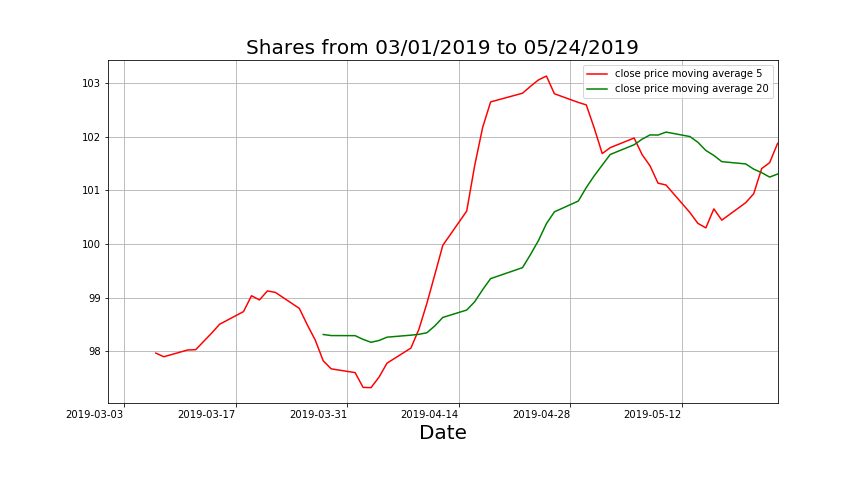 Shares from 03/01/2019 to 05/24/2019
close price moving average 5
close price moving average 20
103
102
101
100
99
98
2019-03-03 2019-03-17 2019-03-31 2019-04-14 2019-04-28 2019-05-12
Date